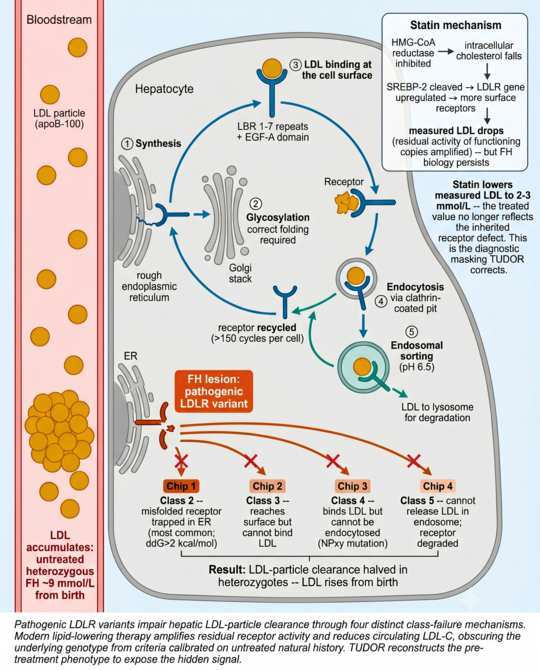 Bloodstream
LDL particle
(apoB-100)
LDL
accumulates:
untreated
heterozygous
FH ~9 mmol/L
from birth
Hepatocyte
① Synthesis
rough
endoplasmic
reticulum
② Glycosylation
correct folding
required
Golgi
stack
③ LDL binding at
the cell surface
LBR 1-7 repeats
+ EGF-A domain
Receptor
Endocytosis
④ via clathrin-
coated pit
⑤
Endosomal
sorting
(pH 6.5)
receptor recycled
(>150 cycles per cell)
LDL to lysosome
for degradation
Statin mechanism
HMG-CoA
reductase
inhibited
intracellular
cholesterol falls
SREBP-2 cleaved → LDLR gene
upregulated → more surface
receptors
measured LDL drops
(residual activity of functioning
copies amplified) -- but FH
biology persists
Statin lowers
measured LDL to 2-3
mmol/L -- the treated
value no longer reflects
the inherited
receptor defect. This
is the diagnostic
masking TUDOR
corrects.
ER
FH lesion:
pathogenic
LDLR variant
Chip 1
Class 2 --
misfolded receptor
trapped in ER
(most common;
ddG>2 kcal/mol)
Chip 2
Class 3 --
reaches
surface but
cannot bind
LDL
Chip 3
Class 4 --
binds LDL but
cannot be
endocytosed
(NPxy mutation)
Chip 4
Class 5 -- cannot
release LDL in
endosome;
receptor
degraded
Result: LDL-particle clearance halved in
heterozygotes -- LDL rises from birth
Pathogenic LDLR variants impair hepatic LDL-particle clearance through four distinct class-failure mechanisms.
Modern lipid-lowering therapy amplifies residual receptor activity and reduces circulating LDL-C, obscuring the
underlying genotype from criteria calibrated on untreated natural history. TUDOR reconstructs the pre-
treatment phenotype to expose the hidden signal.